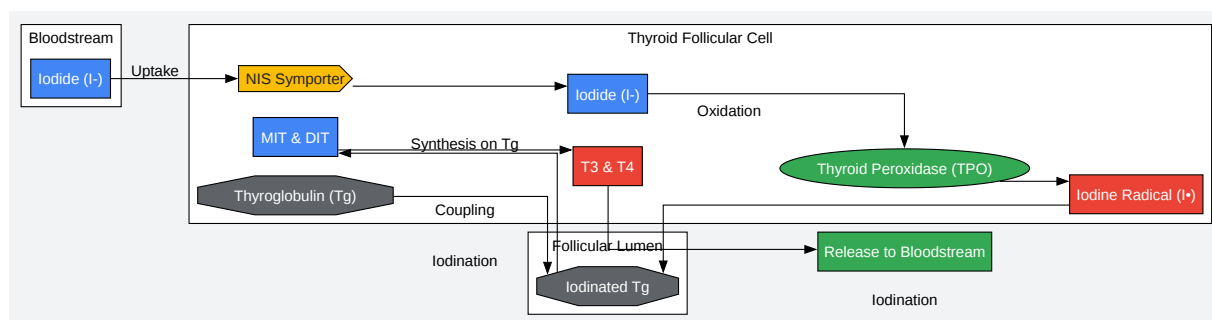 Bloodstream
Thyroid Follicular Cell
Iodide (I-)
Uptake
NIS Symporter
Iodide (I-)
Oxidation
MIT & DIT
Synthesis on Tg
T3 & T4
Thyroid Peroxidase (TPO)
Thyroglobulin (Tg)
Coupling
Iodine Radical (I•)
Follicular Lumen
Release to Bloodstream
Iodination
Iodinated Tg
Iodination